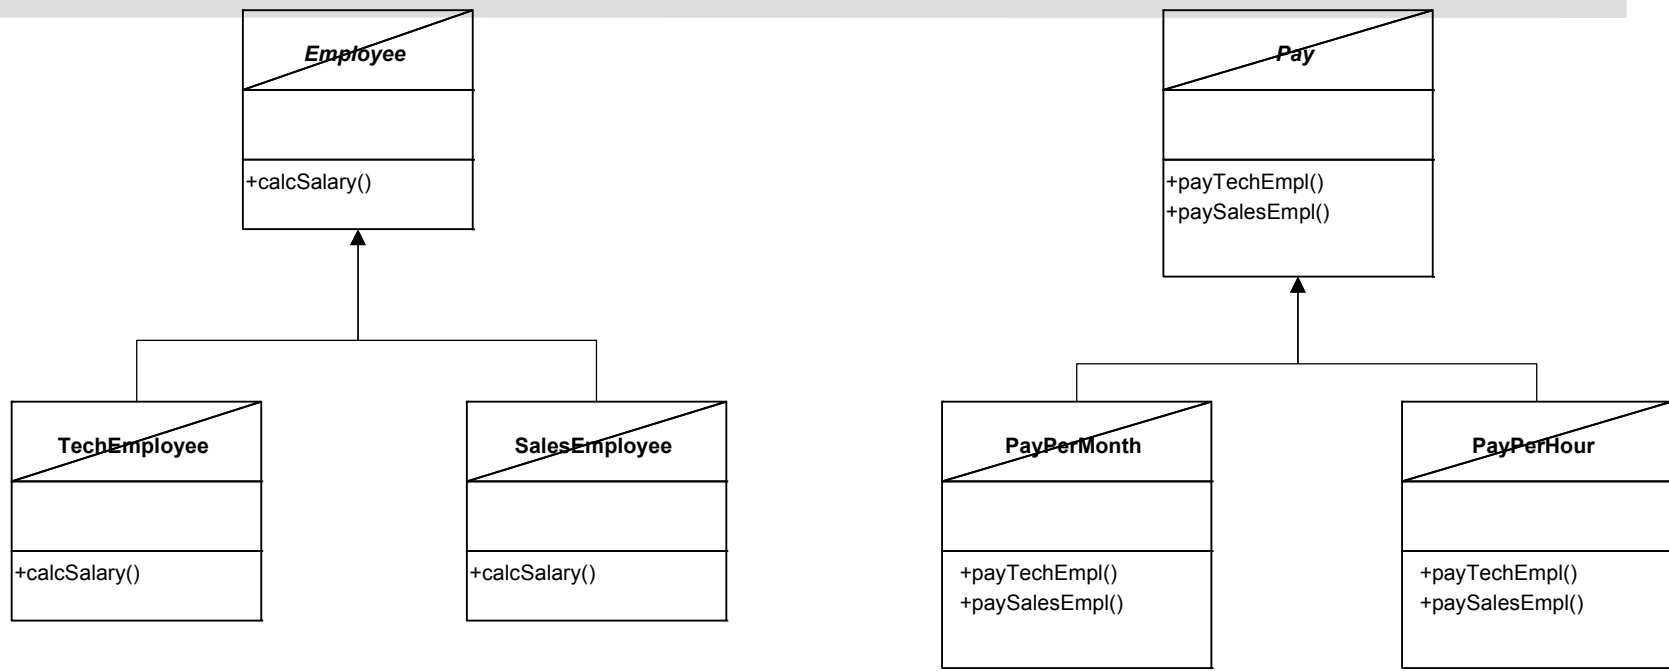 Employee
+calcSalary()
Pay
+payTechEmpl()
+paySalesEmpl()
TechEmployee
+calcSalary()
SalesEmployee
+calcSalary()
PayPerMonth
+payTechEmpl()
+paySalesEmpl()
PayPerHour
+payTechEmpl()
+paySalesEmpl()